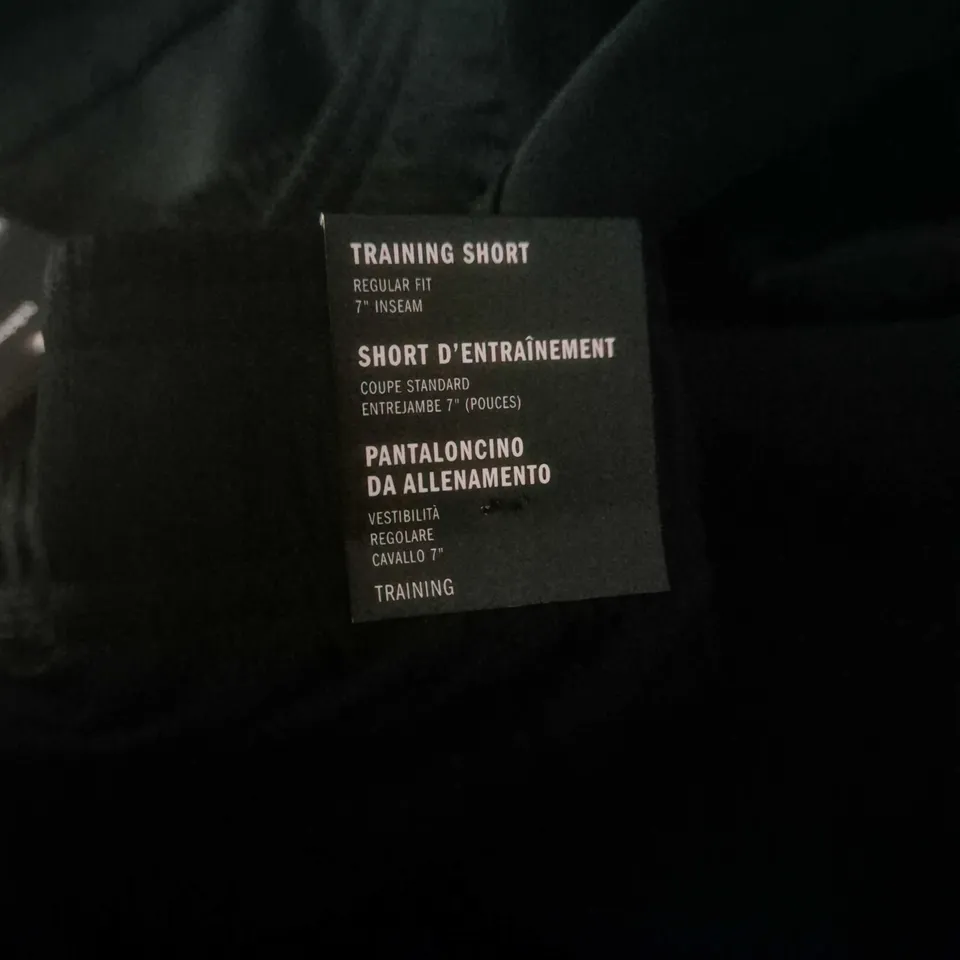 TRAINING SHORT
REGULAR FIT
7" INSEAM
SHORT D'ENTRAÎNEMENT
COUPE STANDARD
ENTREJAMBE 7" (POUCES)
PANTALONCINO
DA ALLENAMENTO
VESTIBILITÀ
REGOLARE
CAVALLO 7"
TRAINING